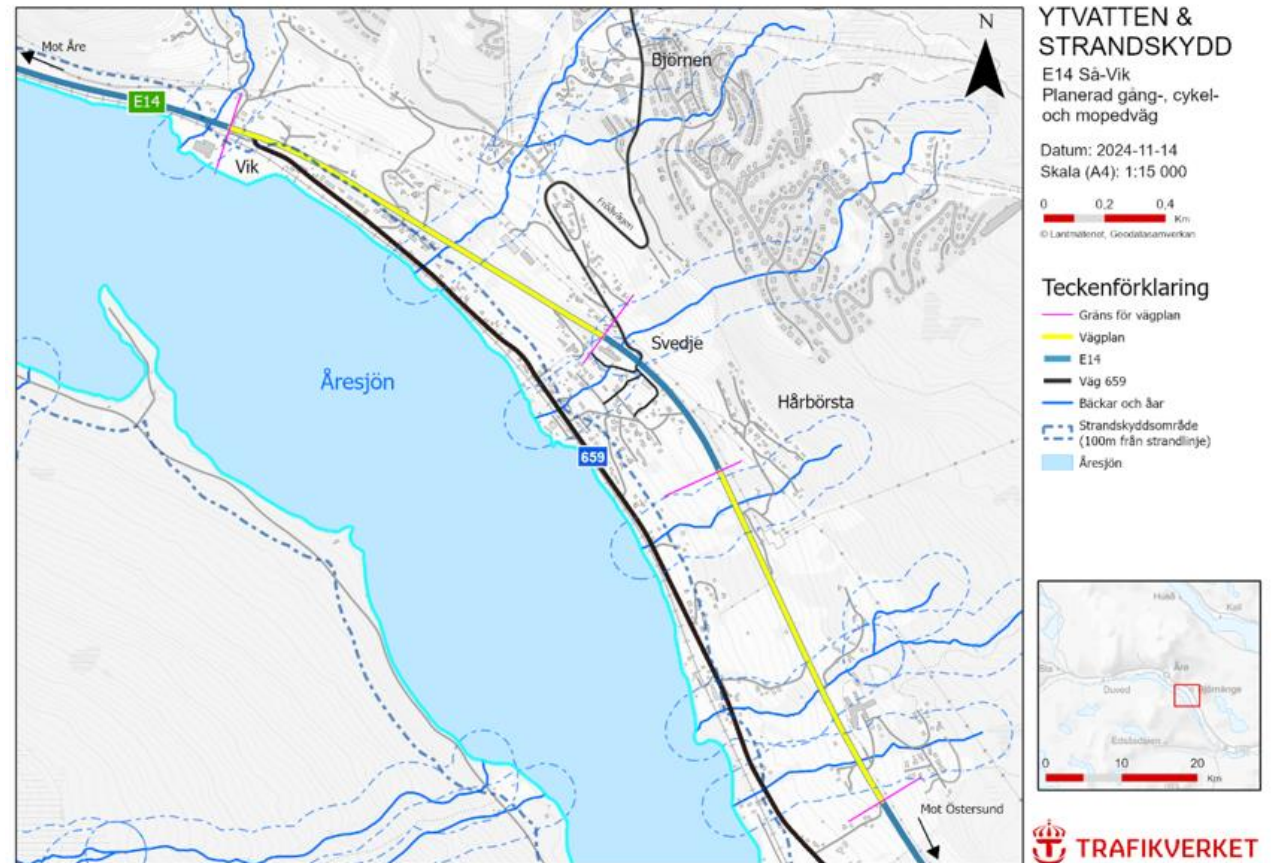 Mot Åre
E14
Vik
Björnen
N
Frödvägen
Svedje
Hårbörsta
Åresjön
659
Mot Östersund
YTVATTEN &
STRANDSKYDD
E14 Så-Vik
Planerad gång-, cykel-
och mopedväg
Datum: 2024-11-14
Skala (A4): 1:15 000
0 0,2 0,4
Km
© Lantmäteriet, Geodatasamverkan
Teckenförklaring
Gräns för vägplan
Vägplan
E14
Väg 659
Bäckar och åar
Strandskyddsområde
(100m från strandlinje)
Åresjön
Kall
Åre
Duved
Björnänge
0 10 20
Km
TRAFIKVERKET